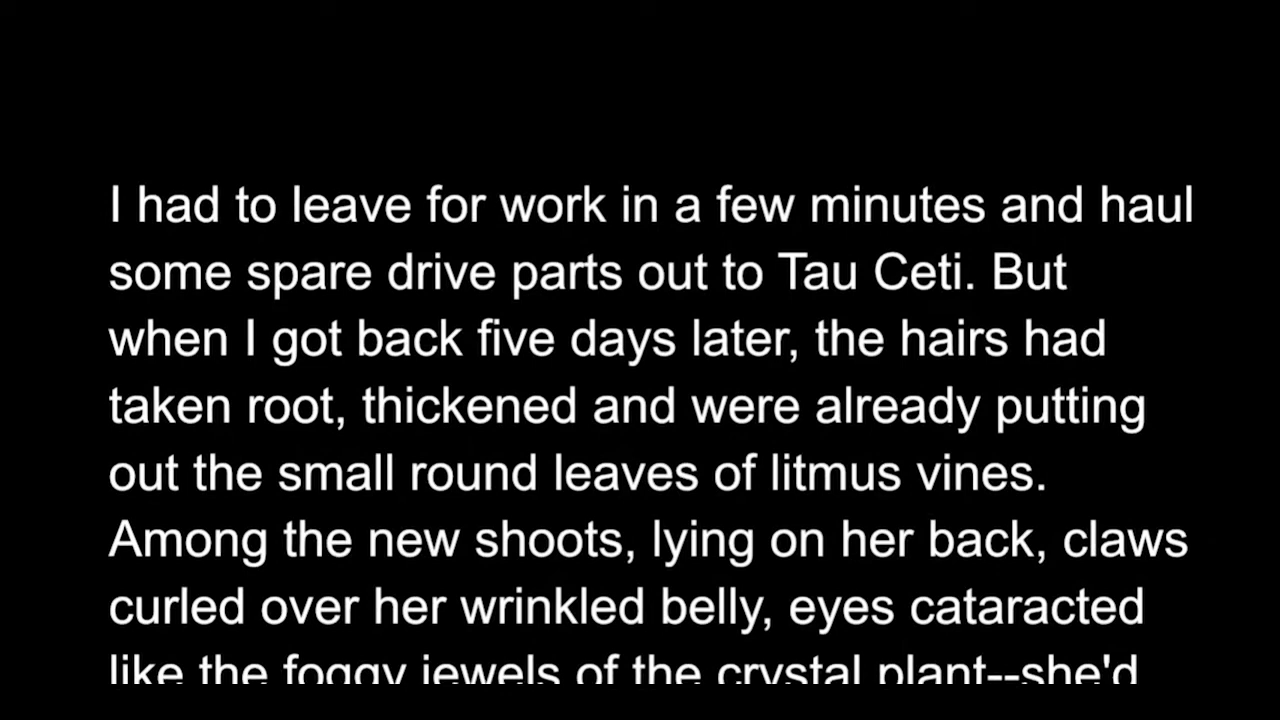 I had to leave for work in a few minutes and haul
some spare drive parts out to Tau Ceti. But
when I got back five days later, the hairs had
taken root, thickened and were already putting
out the small round leaves of litmus vines.
Among the new shoots, lying on her back, claws
curled over her wrinkled belly, eyes cataracted
like the foggy jewels of the crystal plant--she'd